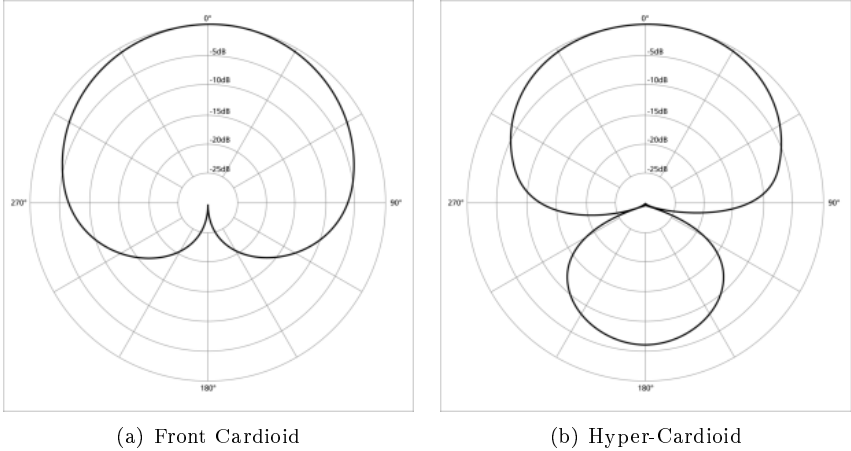 0° 0°
-5dB -5dB
-10dB -10dB
-15dB -15dB
-20dB -20dB
-25dB -25dB
270° 90° 270° 90°
180° 180°
(a) Front Cardioid (b) Hyper-Cardioid